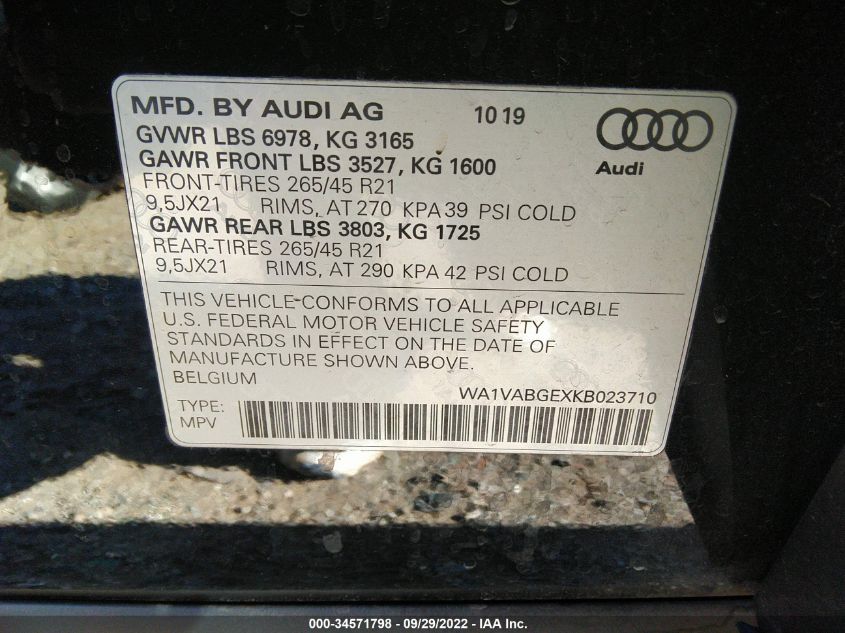 MFD. BY AUDI AG 10 19
GVWR LBS 6978, KG 3165
GAWR FRONT LBS 3527, KG 1600
Audi
FRONT-TIRES 265/45 R21
9,5JX21 RIMS, AT 270 KPA 39 PSI COLD
GAWR REAR LBS 3803, KG 1725
REAR-TIRES 265/45 R21
9,5JX21 RIMS, AT 290 KPA 42 PSI COLD
THIS VEHICLE CONFORMS TO ALL APPLICABLE
U.S. FEDERAL MOTOR VEHICLE SAFETY
STANDARDS IN EFFECT ON THE DATE OF
MANUFACTURE SHOWN ABOVE.
BELGIUM
WA1VABGEXKB023710
TYPE:
MPV
000-34571798 - 09/29/2022 - IAA Inc.